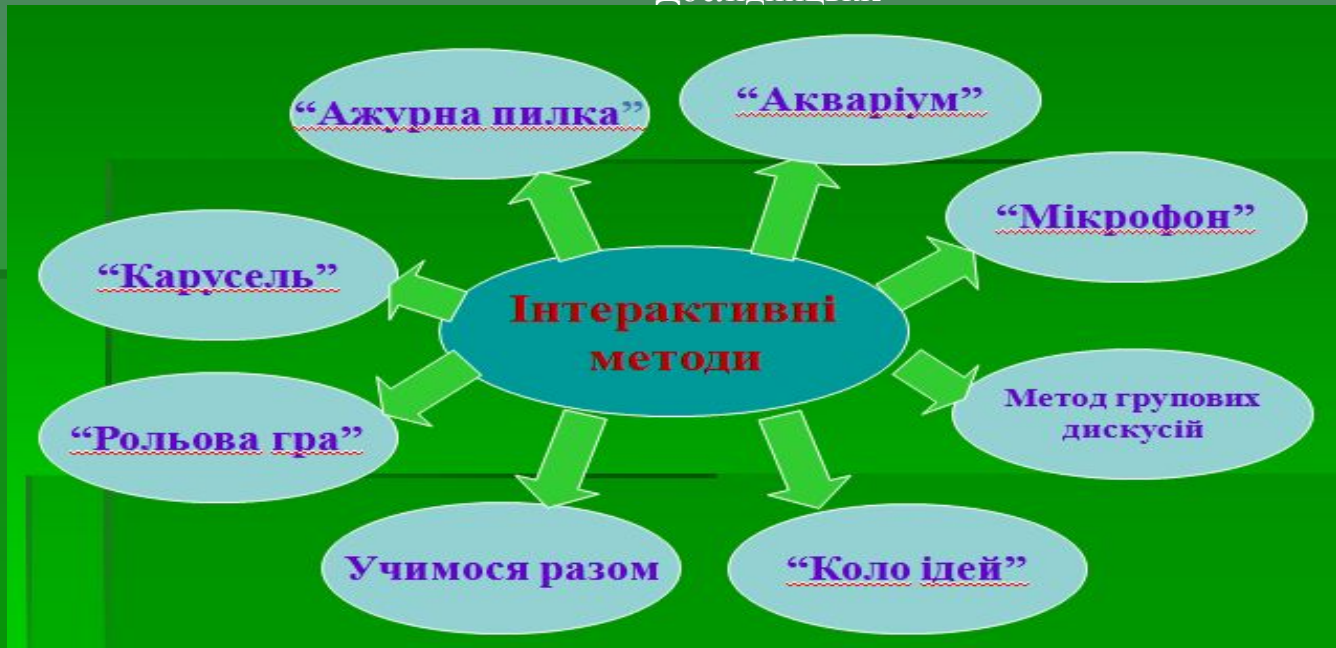 “Ажурна пилка”
“Акваріум”
“Мікрофон”
“Карусель”
Інтерактивні
методи
Метод групових
дискусій
“Рольова гра”
Учимося разом
“Коло ідей”